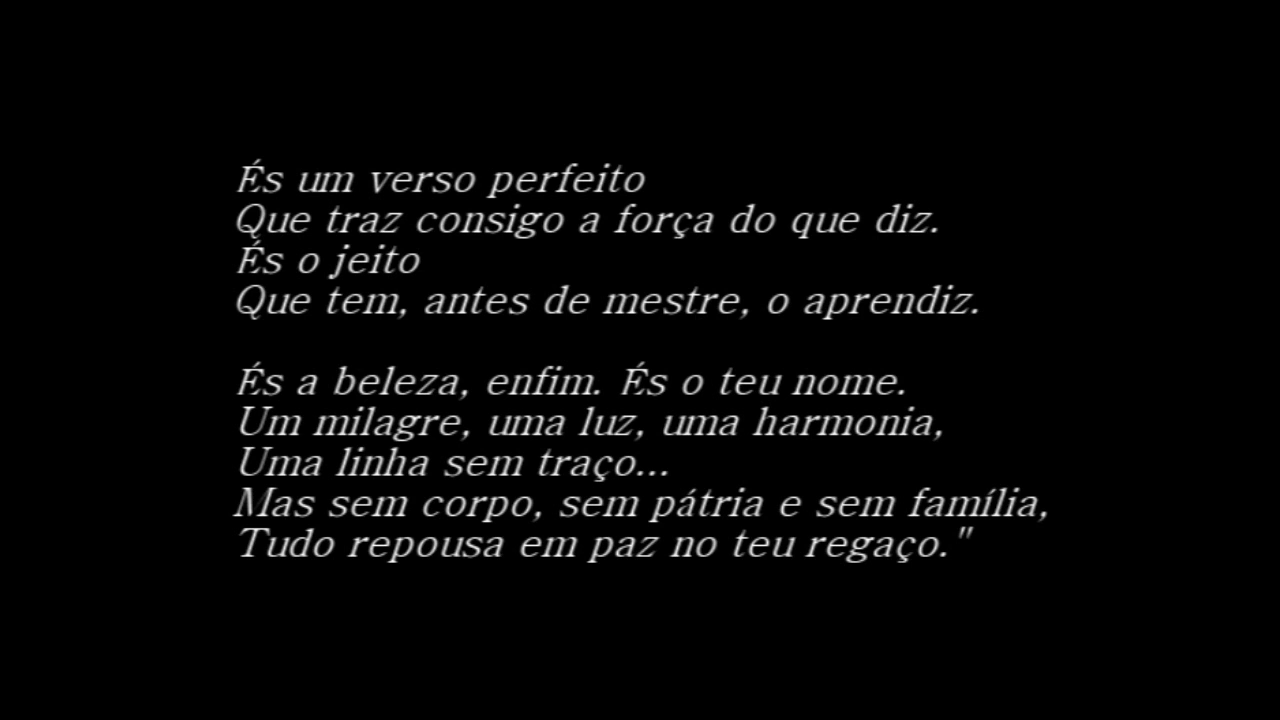 És um verso perfeito
Que traz consigo a força do que diz.
És o jeito
Que tem, antes de mestre, o aprendiz.
És a beleza, enfim. És o teu nome.
Um milagre, uma luz, uma harmonia,
Uma linha sem traço...
Mas sem corpo, sem pátria e sem família,
Tudo repousa em paz no teu regaço."